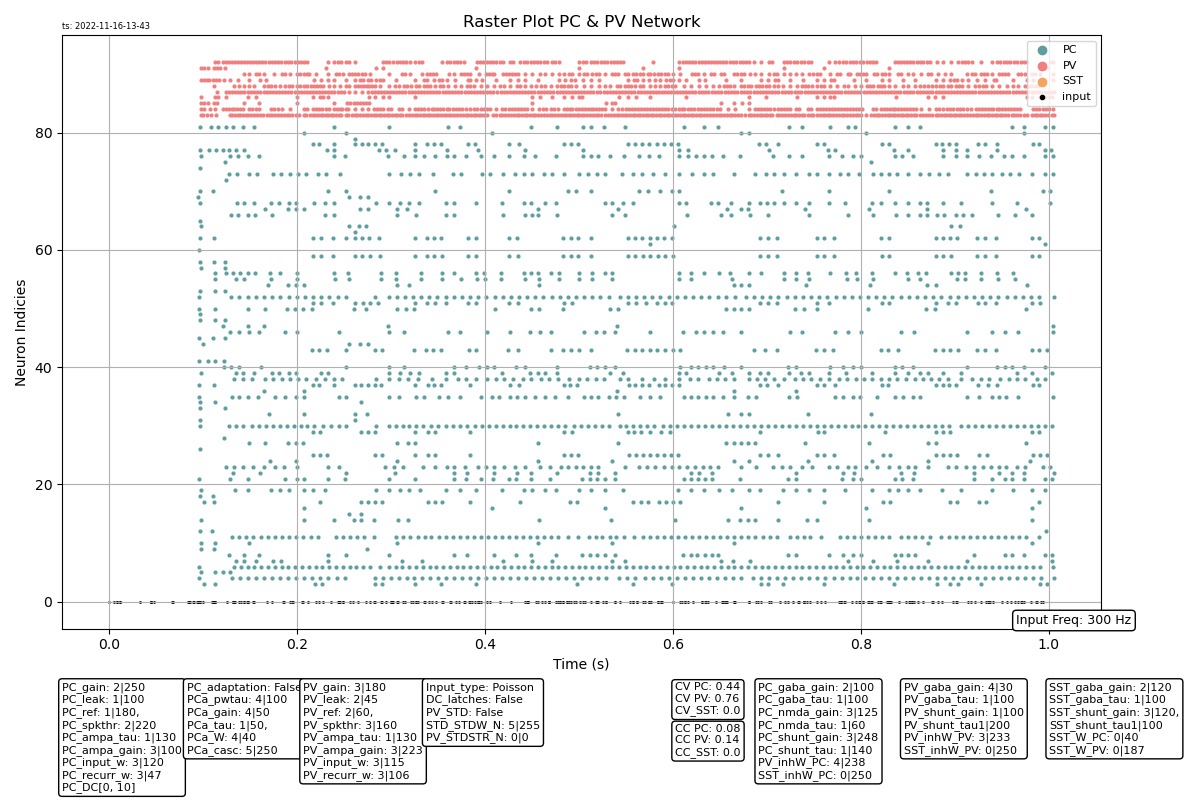 ts: 2022-11-16-13-43
Raster Plot PC & PV Network
PC
PV
SST
input
Neuron Indicies
80
60
40
20
0
0.0 0.2 0.4 0.6 0.8 1.0
Time (s)
Input Freq: 300 Hz
PC_gain: 2|250
PC_leak: 1|100
PC_ref: 1|180,
PC_spkhr: 2|220
PC_ampa_tau: 1|130
PC_ampa_gain: 3|100
PC_input_w: 3|120
PC_recurr_w: 3|47
PC_DC[0, 10]
PC_adaptation: False
PCa_pwtau: 4|100
PCa_gain: 4|50
PCa_tau: 1|50,
PCa_W: 4|40
PCa_casc: 5|250
PV_gain: 3|180
PV_leak: 2|45
PV_ref: 2|60,
PV_spkhr: 3|160
PV_ampa_tau: 1|130
PV_ampa_gain: 3|223
PV_input_w: 3|115
PV_recurr_w: 3|106
Input_type: Poisson
DC_latches: False
PV_STD: False
STD_STDW_N: 5|255
PV_STDSTR_N: 0|0
CV PC: 0.44
CV PV: 0.76
CV_SST: 0.0
CC PC: 0.08
CC PV: 0.14
CC_SST: 0.0
PC_gaba_gain: 2|100
PC_gaba_tau: 1|100
PC_nmda_gain: 3|125
PC_nmda_tau: 1|60
PC_shunt_gain: 3|248
PC_shunt_tau: 1|140
PV_inhW_PC: 4|238
SST_inhW_PC: 0|250
PV_gaba_gain: 4|30
PV_gaba_tau: 1|100
PV_shunt_gain: 1|100
PV_shunt_tau1|200
PV_inhW_PV: 3|233
SST_inhW_PV: 0|250
SST_gaba_gain: 2|120
SST_gaba_tau: 1|100
SST_shunt_gain: 3|120,
SST_shunt_tau1|100
SST_W_PC: 0|40
SST_W_PV: 0|187